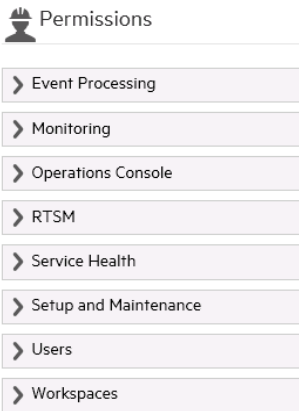 Permissions
Event Processing
Monitoring
Operations Console
RTSM
Service Health
Setup and Maintenance
Users
Workspaces